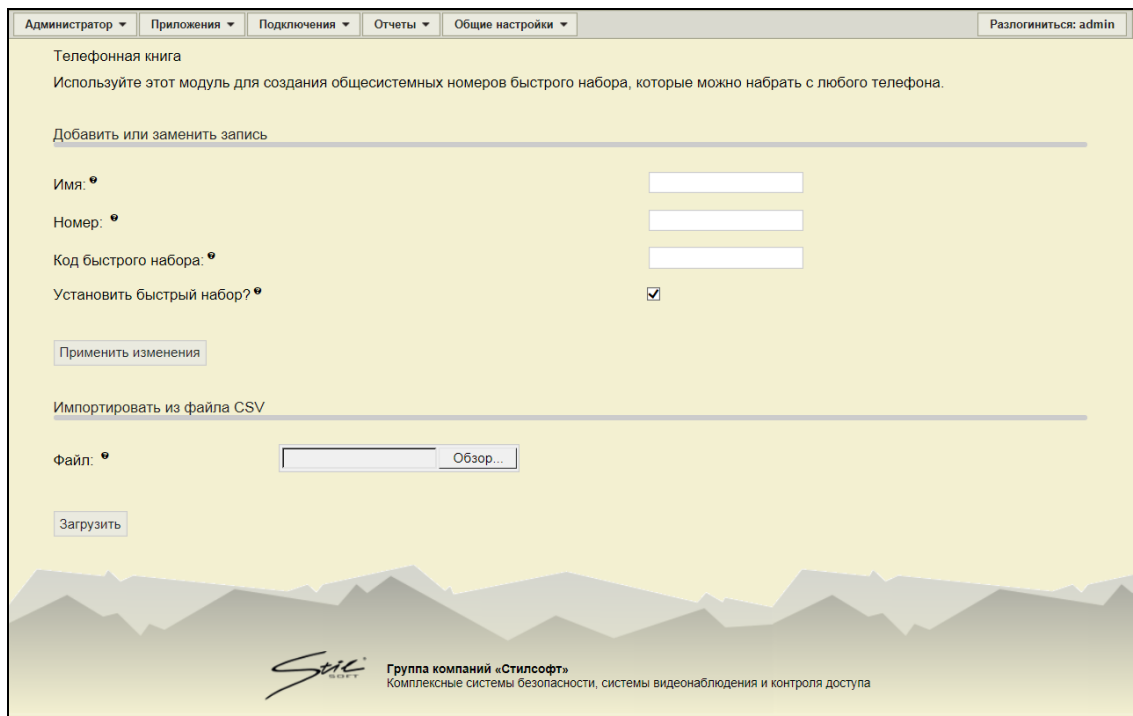 Администратор Приложения Подключения Отчеты Общие настройки Разлогиниться: admin
Телефонная книга
Используйте этот модуль для создания общесистемных номеров быстрого набора, которые можно набрать с любого телефона.
Добавить или заменить запись
Имя:
Номер:
Код быстрого набора:
Установить быстрый набор?
Применить изменения
Импортировать из файла CSV
Файл: Обзор...
Загрузить
Stil
SOFT
Группа компаний «Стилсофт»
Комплексные системы безопасности, системы видеонаблюдения и контроля доступа